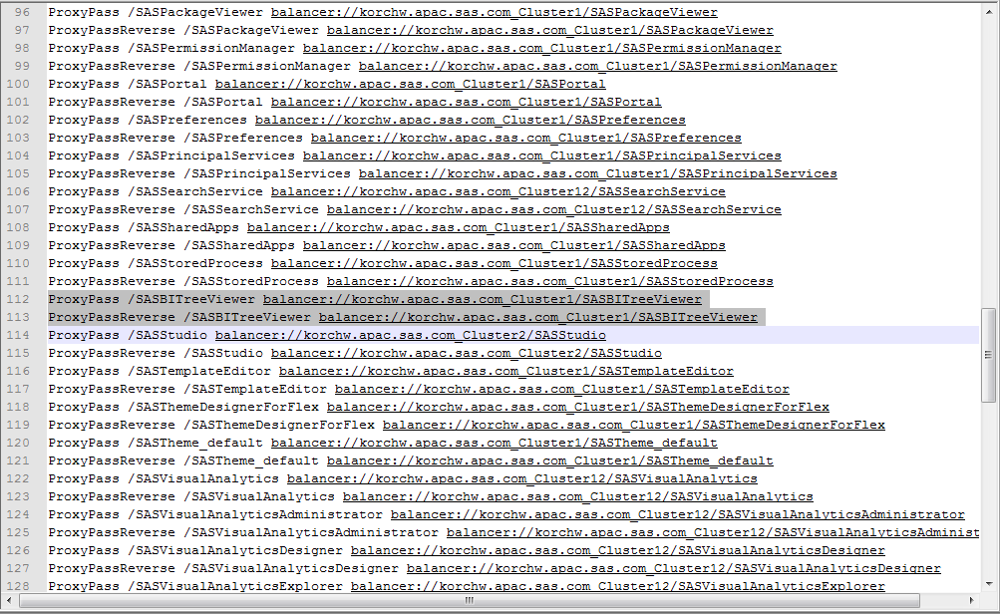 96 ProxyPass /SASPackageViewer balancer://korchw.apac.sas.com_Cluster1/SASPackageViewer
97 ProxyPassReverse /SASPackageViewer balancer://korchw.apac.sas.com_Cluster1/SASPackageViewer
98 ProxyPass /SASPermissionManager balancer://korchw.apac.sas.com_Cluster1/SASPermissionManager
99 ProxyPassReverse /SASPermissionManager balancer://korchw.apac.sas.com_Cluster1/SASPermissionManager
100 ProxyPass /SASPortal balancer://korchw.apac.sas.com_Cluster1/SASPortal
101 ProxyPassReverse /SASPortal balancer://korchw.apac.sas.com_Cluster1/SASPortal
102 ProxyPass /SASPreferences balancer://korchw.apac.sas.com_Cluster1/SASPreferences
103 ProxyPassReverse /SASPreferences balancer://korchw.apac.sas.com_Cluster1/SASPreferences
104 ProxyPass /SASPrincipalServices balancer://korchw.apac.sas.com_Cluster1/SASPrincipalServices
105 ProxyPassReverse /SASPrincipalServices balancer://korchw.apac.sas.com_Cluster1/SASPrincipalServices
106 ProxyPass /SASSearchService balancer://korchw.apac.sas.com_Cluster12/SASSearchService
107 ProxyPassReverse /SASSearchService balancer://korchw.apac.sas.com_Cluster12/SASSearchService
108 ProxyPass /SASSharedApps balancer://korchw.apac.sas.com_Cluster1/SASSharedApps
109 ProxyPassReverse /SASSharedApps balancer://korchw.apac.sas.com_Cluster1/SASSharedApps
110 ProxyPass /SASStoredProcess balancer://korchw.apac.sas.com_Cluster1/SASStoredProcess
111 ProxyPassReverse /SASStoredProcess balancer://korchw.apac.sas.com_Cluster1/SASStoredProcess
112 ProxyPass /SASBITreeViewer balancer://korchw.apac.sas.com_Cluster1/SASBITreeViewer
113 ProxyPassReverse /SASBITreeViewer balancer://korchw.apac.sas.com_Cluster1/SASBITreeViewer
114 ProxyPass /SASStudio balancer://korchw.apac.sas.com_Cluster2/SASStudio
115 ProxyPassReverse /SASStudio balancer://korchw.apac.sas.com_Cluster2/SASStudio
116 ProxyPass /SASTemplateEditor balancer://korchw.apac.sas.com_Cluster1/SASTemplateEditor
117 ProxyPassReverse /SASTemplateEditor balancer://korchw.apac.sas.com_Cluster1/SASTemplateEditor
118 ProxyPass /SASThemeDesignerForFlex balancer://korchw.apac.sas.com_Cluster1/SASThemeDesignerForFlex
119 ProxyPassReverse /SASThemeDesignerForFlex balancer://korchw.apac.sas.com_Cluster1/SASThemeDesignerForFlex
120 ProxyPass /SASTheme_default balancer://korchw.apac.sas.com_Cluster1/SASTheme_default
121 ProxyPassReverse /SASTheme_default balancer://korchw.apac.sas.com_Cluster1/SASTheme_default
122 ProxyPass /SASVisualAnalytics balancer://korchw.apac.sas.com_Cluster12/SASVisualAnalytics
123 ProxyPassReverse /SASVisualAnalytics balancer://korchw.apac.sas.com_Cluster12/SASVisualAnalytics
124 ProxyPass /SASVisualAnalyticsAdministrator balancer://korchw.apac.sas.com_Cluster12/SASVisualAnalyticsAdministrator
125 ProxyPassReverse /SASVisualAnalyticsAdministrator balancer://korchw.apac.sas.com_Cluster12/SASVisualAnalyticsAdminist
126 ProxyPass /SASVisualAnalyticsDesigner balancer://korchw.apac.sas.com_Cluster12/SASVisualAnalyticsDesigner
127 ProxyPassReverse /SASVisualAnalyticsDesigner balancer://korchw.apac.sas.com_Cluster12/SASVisualAnalyticsDesigner
128 ProxyPass /SASVisualAnalyticsExplorer balancer://korchw.apac.sas.com_Cluster12/SASVisualAnalyticsExplorer